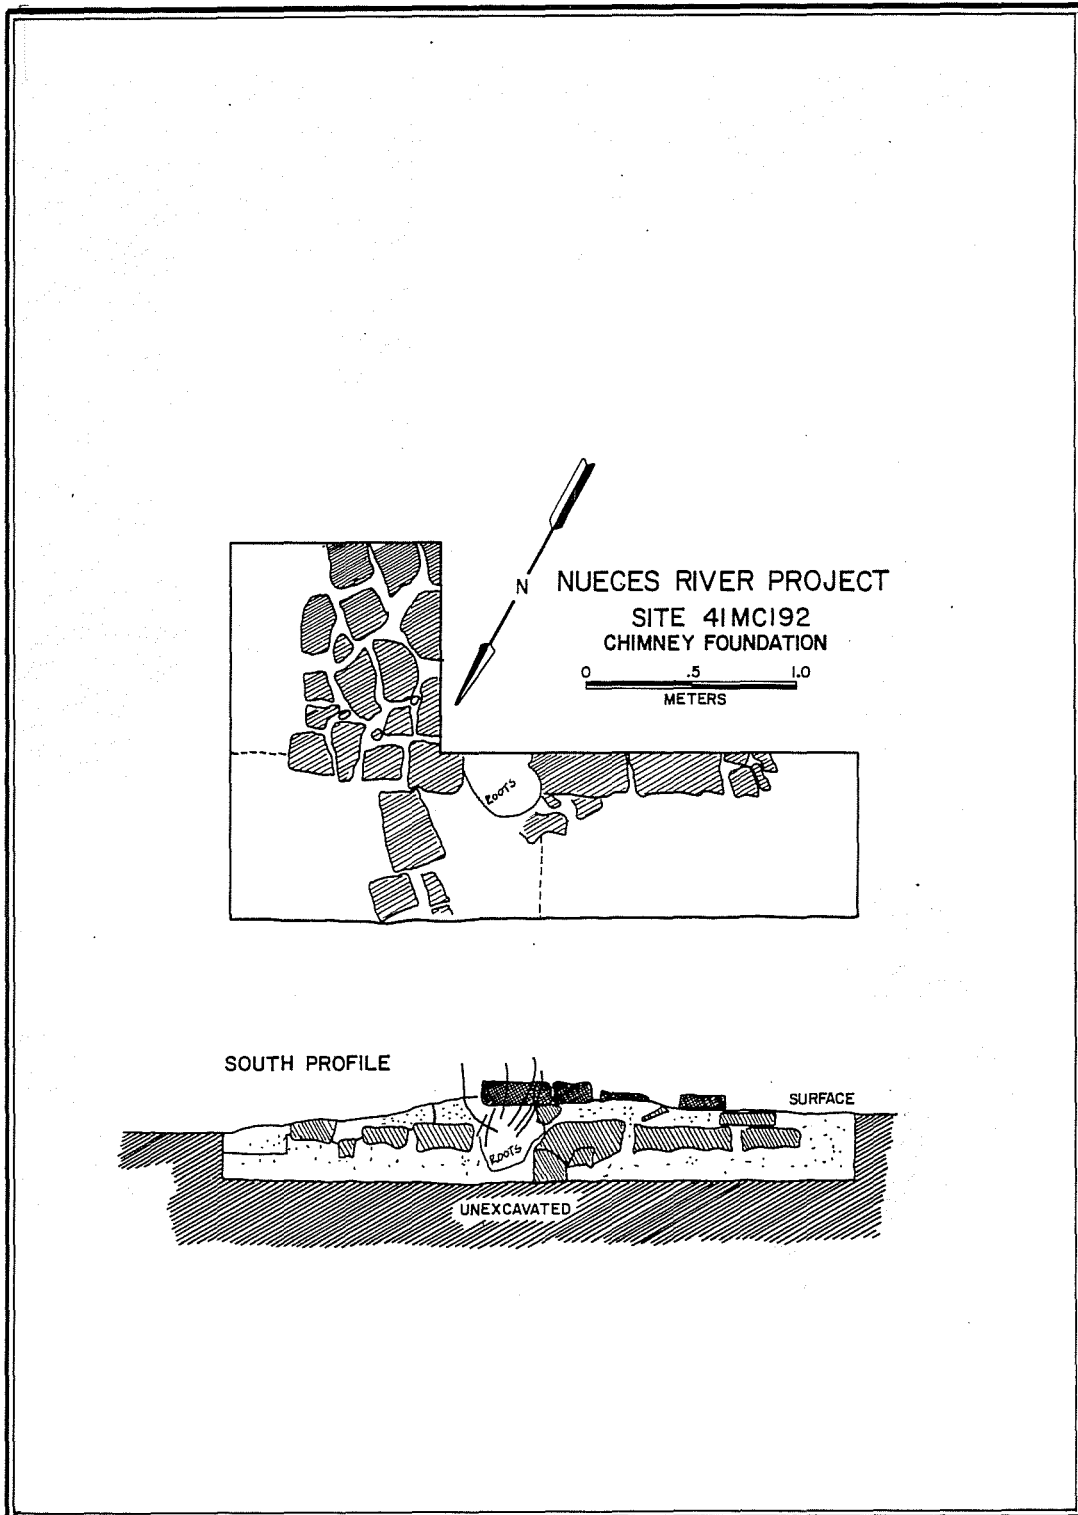 N
NUECES RIVER PROJECT
SITE 41MC192
CHIMNEY FOUNDATION
0 .5 1.0
METERS
ROOTS
SOUTH PROFILE
SURFACE
ROOTS
UNEXCAVATED